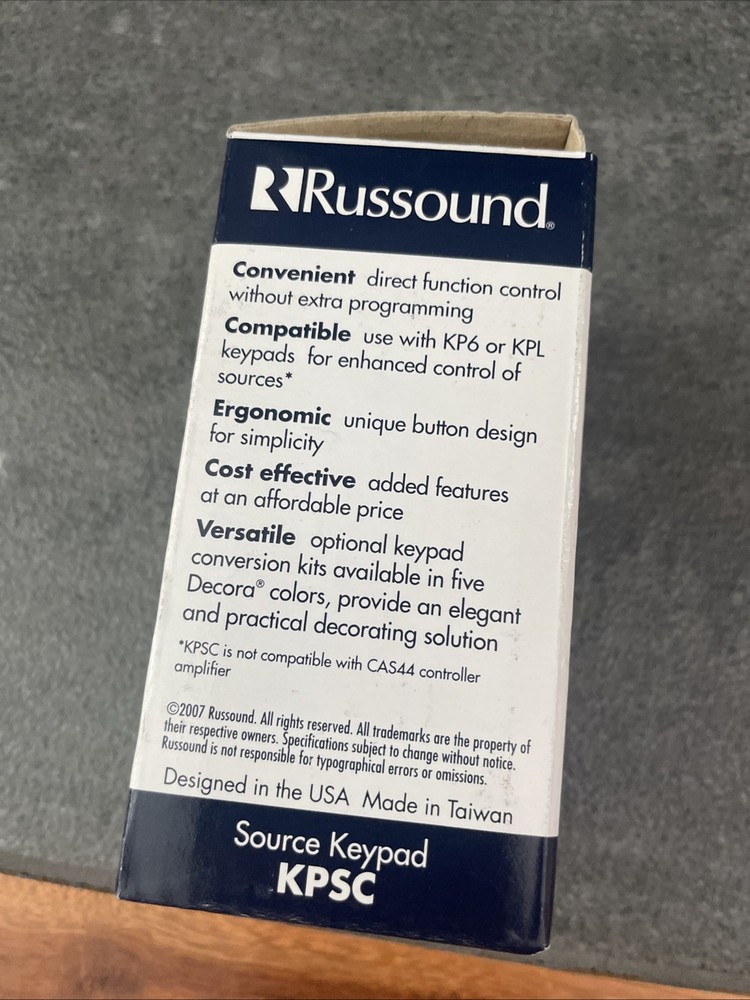 Russound®
Convenient direct function control
without extra programming
Compatible use with KP6 or KPL
keypads for enhanced control of
sources*
Ergonomic unique button design
for simplicity
Cost effective added features
at an affordable price
Versatile optional keypad
conversion kits available in five
Decora® colors, provide an elegant
and practical decorating solution
*KPSC is not compatible with CAS44 controller
amplifier
©2007 Russound. All rights reserved. All trademarks are the property of
their respective owners. Specifications subject to change without notice.
Russound is not responsible for typographical errors or omissions.
Designed in the USA Made in Taiwan
Source Keypad
KPSC